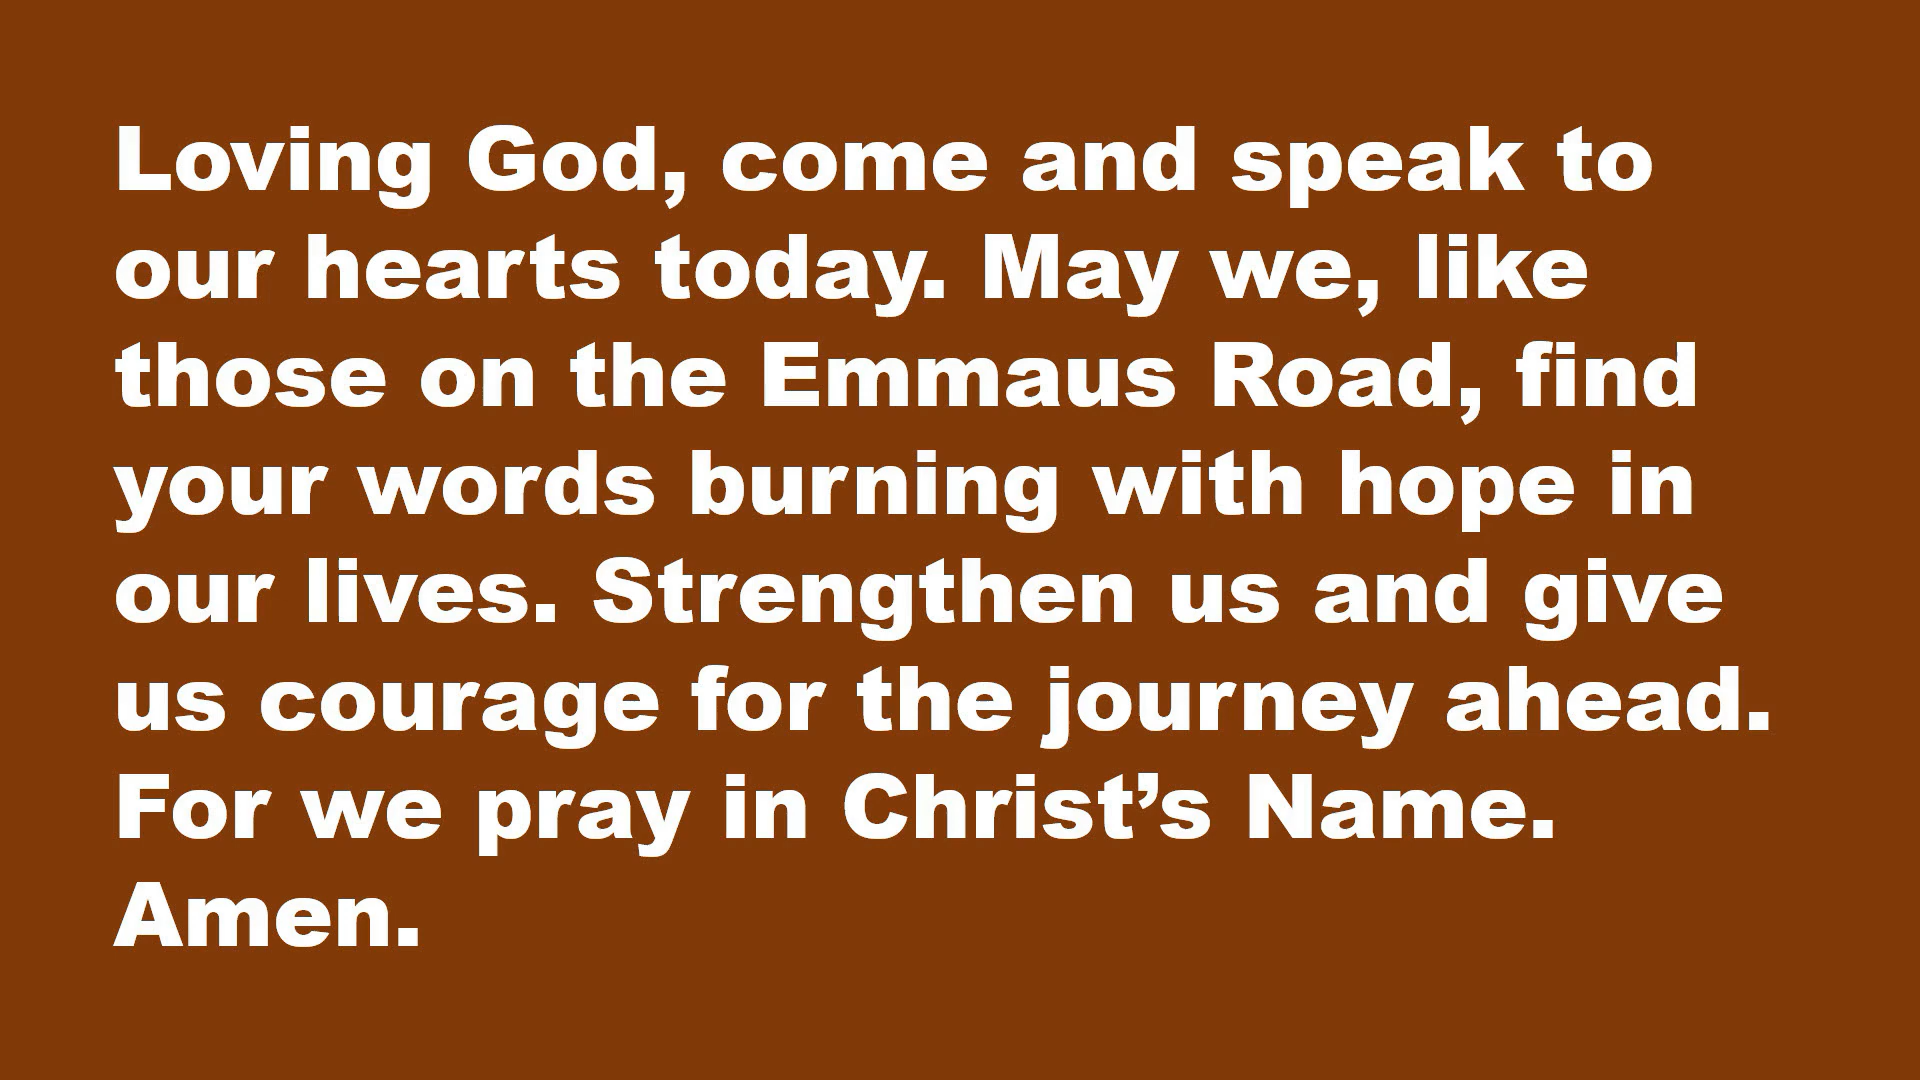 Loving God, come and speak to
our hearts today. May we, like
those on the Emmaus Road, find
your words burning with hope in
our lives. Strengthen us and give
us courage for the journey ahead.
For we pray in Christ’s Name.
Amen.